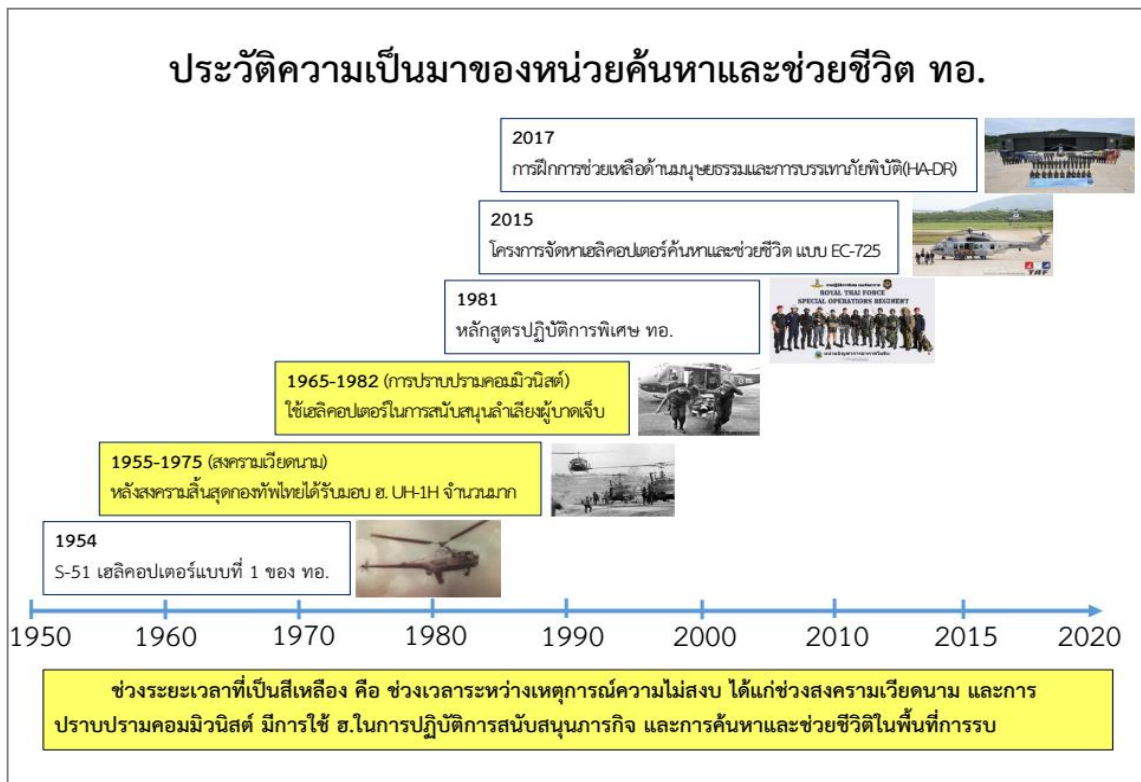 ประวัติความเป็นมาของหน่วยค้นหาและช่วยชีวิต ทอ.
2017
การฝึกการช่วยเหลือด้านมนุษยธรรมและการบรรเทาภัยพิบัติ(HA-DR)
2015
โครงการจัดหาเฮลิคอปเตอร์ค้นหาและช่วยชีวิต แบบ EC-725
1981
หลักสูตรปฏิบัติการพิเศษ ทอ.
ROYAL THAI FORCE
SPECIAL OPERATIONS REGIMENT
1965-1982 (การปราบปรามคอมมิวนิสต์)
ใช้เฮลิคอปเตอร์ในการสนับสนุนลำเลียงผู้บาดเจ็บ
1955-1975 (สงครามเวียดนาม)
หลังสงครามสิ้นสุดกองทัพไทยได้รับมอบ ฮ. UH-1H จำนวนมาก
1954
S-51 เฮลิคอปเตอร์แบบที่ 1 ของ ทอ.
1950 1960 1970 1980 1990 2000 2010 2015 2020
ช่วงระยะเวลาที่เป็นสีเหลือง คือ ช่วงเวลาระหว่างเหตุการณ์ความไม่สงบ ได้แก่ช่วงสงครามเวียดนาม และการ
ปราบปรามคอมมิวนิสต์ มีการใช้ ฮ.ในการปฏิบัติการสนับสนุนภารกิจ และการค้นหาและช่วยชีวิตในพื้นที่การรบ